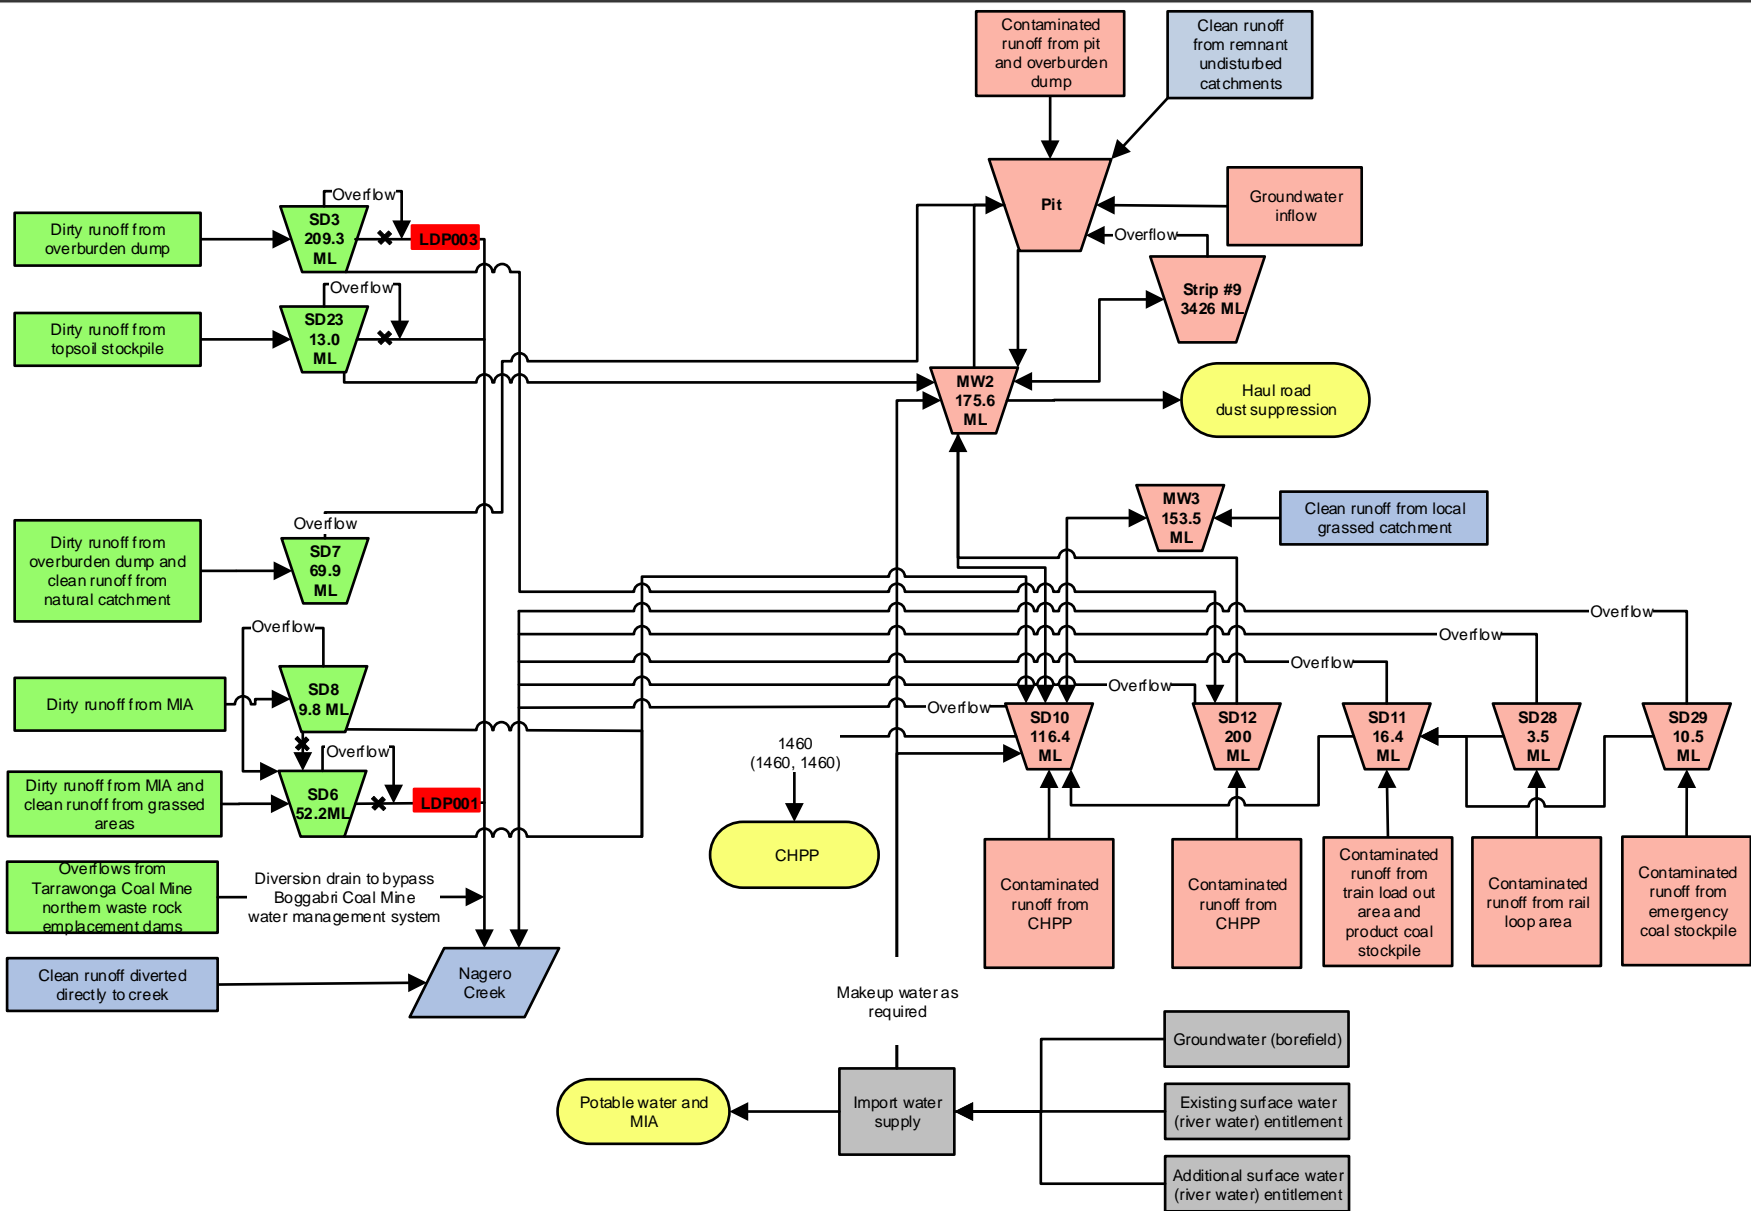 Contaminated
runoff from pit
and overburden
dump
Clean runoff
from remnant
undisturbed
catchments
Pit
Groundwater
inflow
Overflow
Strip #9
3426 ML
Dirty runoff from
overburden dump
Overflow
SD3
209.3
ML
LDP003
Dirty runoff from
topsoil stockpile
Overflow
SD23
13.0
ML
MW2
175.6
ML
Haul road
dust suppression
MW3
153.5
ML
Clean runoff from local
grassed catchment
Dirty runoff from
overburden dump and
clean runoff from
natural catchment
Overflow
SD7
69.9
ML
Overflow
Dirty runoff from MIA
SD8
9.8 ML
Overflow
Dirty runoff from MIA and
clean runoff from grassed
areas
SD6
52.2ML
LDP001
Overflow
Overflow
Overflow
Overflow
Overflow
SD10
116.4
ML
SD12
200
ML
SD11
16.4
ML
SD28
3.5
ML
SD29
10.5
ML
1460
(1460, 1460)
CHPP
Overflows from
Tarrawonga Coal Mine
northern waste rock
emplacement dams
Diversion drain to bypass
Boggabri Coal Mine
water management system
Contaminated
runoff from
CHPP
Contaminated
runoff from
CHPP
Contaminated
runoff from
train load out
area and
product coal
stockpile
Contaminated
runoff from rail
loop area
Contaminated
runoff from
emergency
coal stockpile
Clean runoff diverted
directly to creek
Nagero
Creek
Makeup water as
required
Groundwater (borefield)
Potable water and
MIA
Import water
supply
Existing surface water
(river water) entitlement
Additional surface water
(river water) entitlement